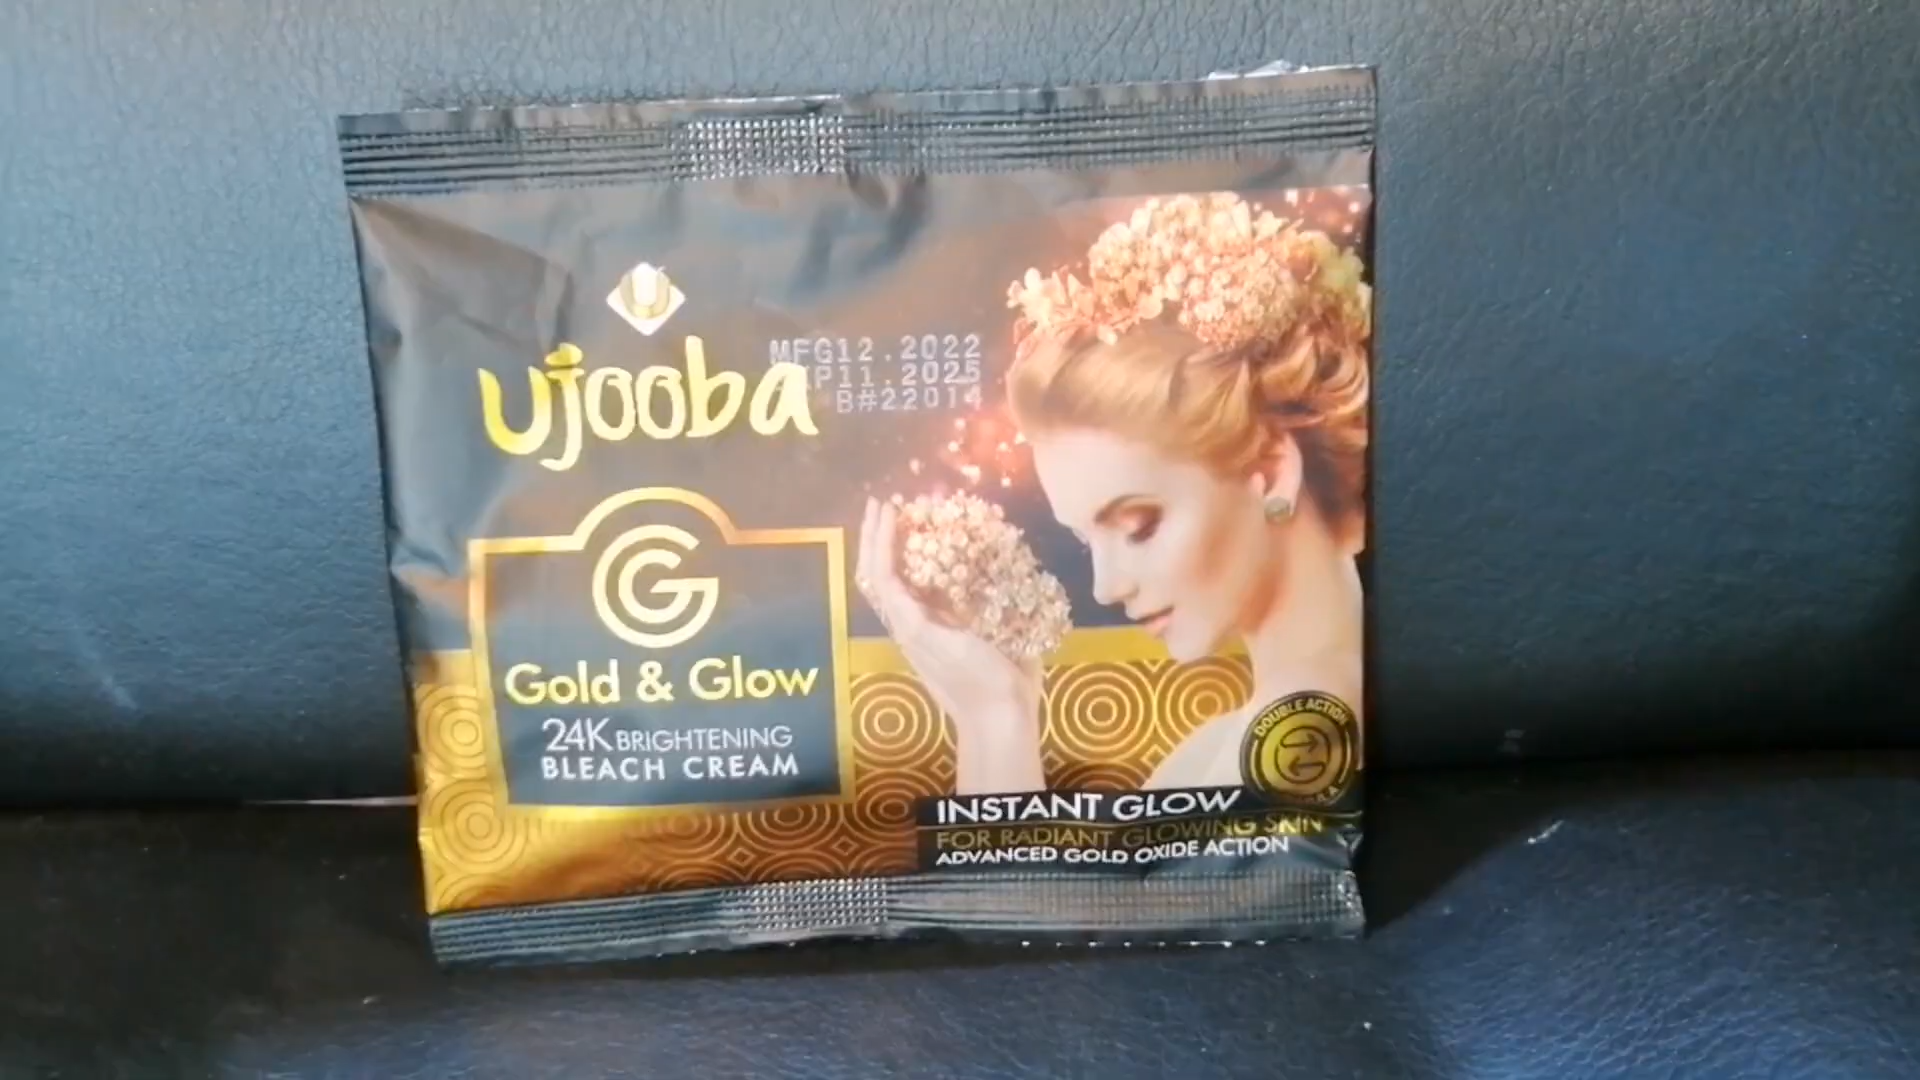 ujooba
MFG12.2022
P11.2025
B#22014
G
Gold & Glow
24K BRIGHTENING
BLEACH CREAM
DOUBLE ACTION
INSTANT GLOW
FOR RADIANT GLOWING SKIN
ADVANCED GOLD OXIDE ACTION